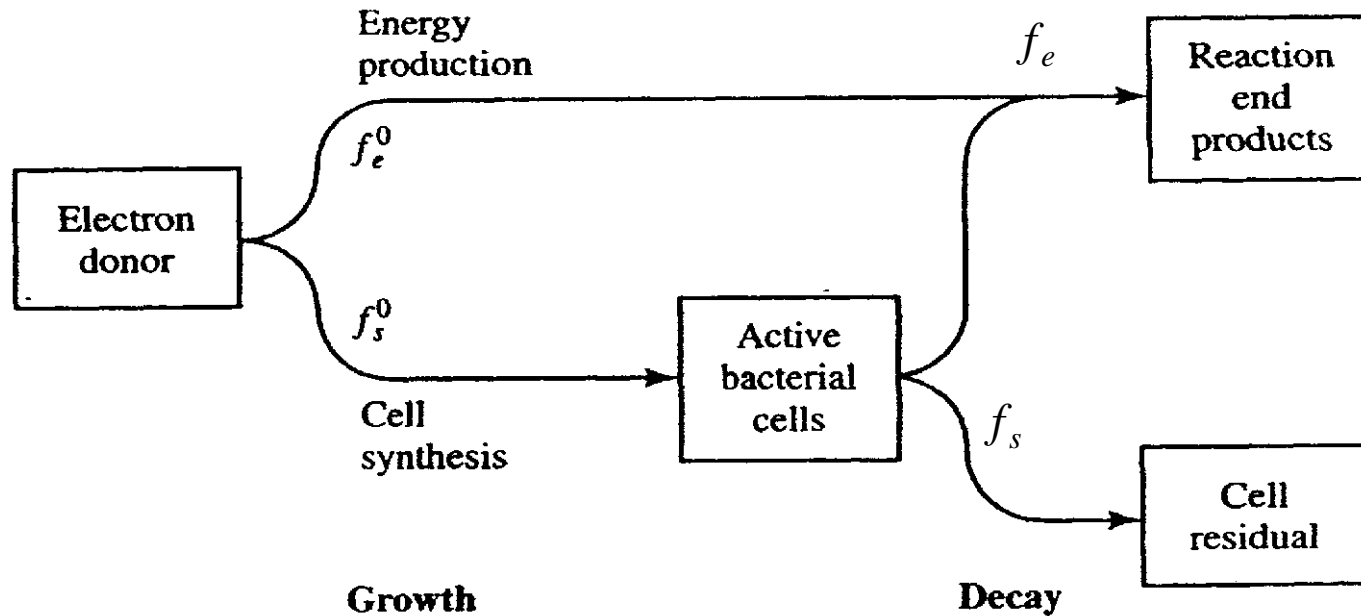 Energy
production
f_e
Reaction
end
products
f_e^0
Electron
donor
f_s^0
Active
bacterial
cells
Cell
synthesis
f_s
Cell
residual
Growth
Decay